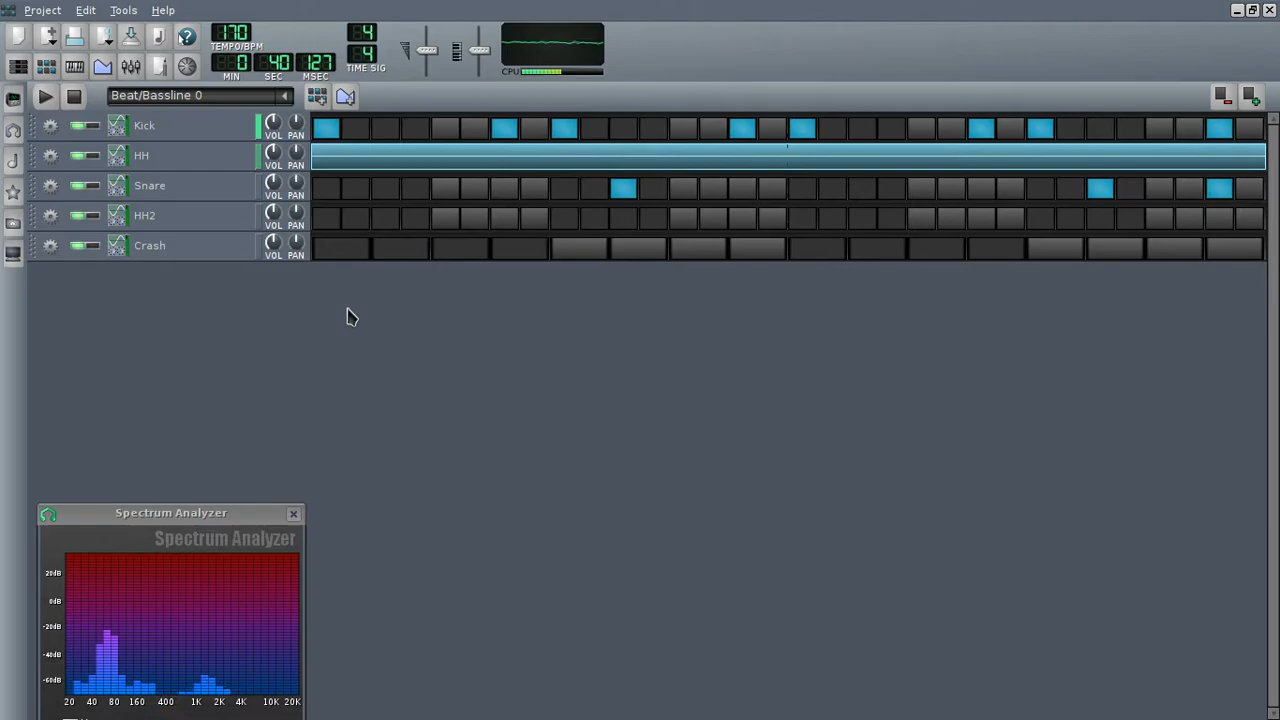 Project Edit Tools Help
170
TEMPO/BPM
4
4
TIME SIG
0 40 127
MIN SEC MSEC
CPU
Beat/Bassline 0
Kick VOL PAN
HH VOL PAN
Snare VOL PAN
HH2 VOL PAN
Crash VOL PAN
Spectrum Analyzer
Spectrum Analyzer
20dB
0dB
-20dB
-40dB
-60dB
20 40 80 160 400 1K 2K 4K 10K 20K